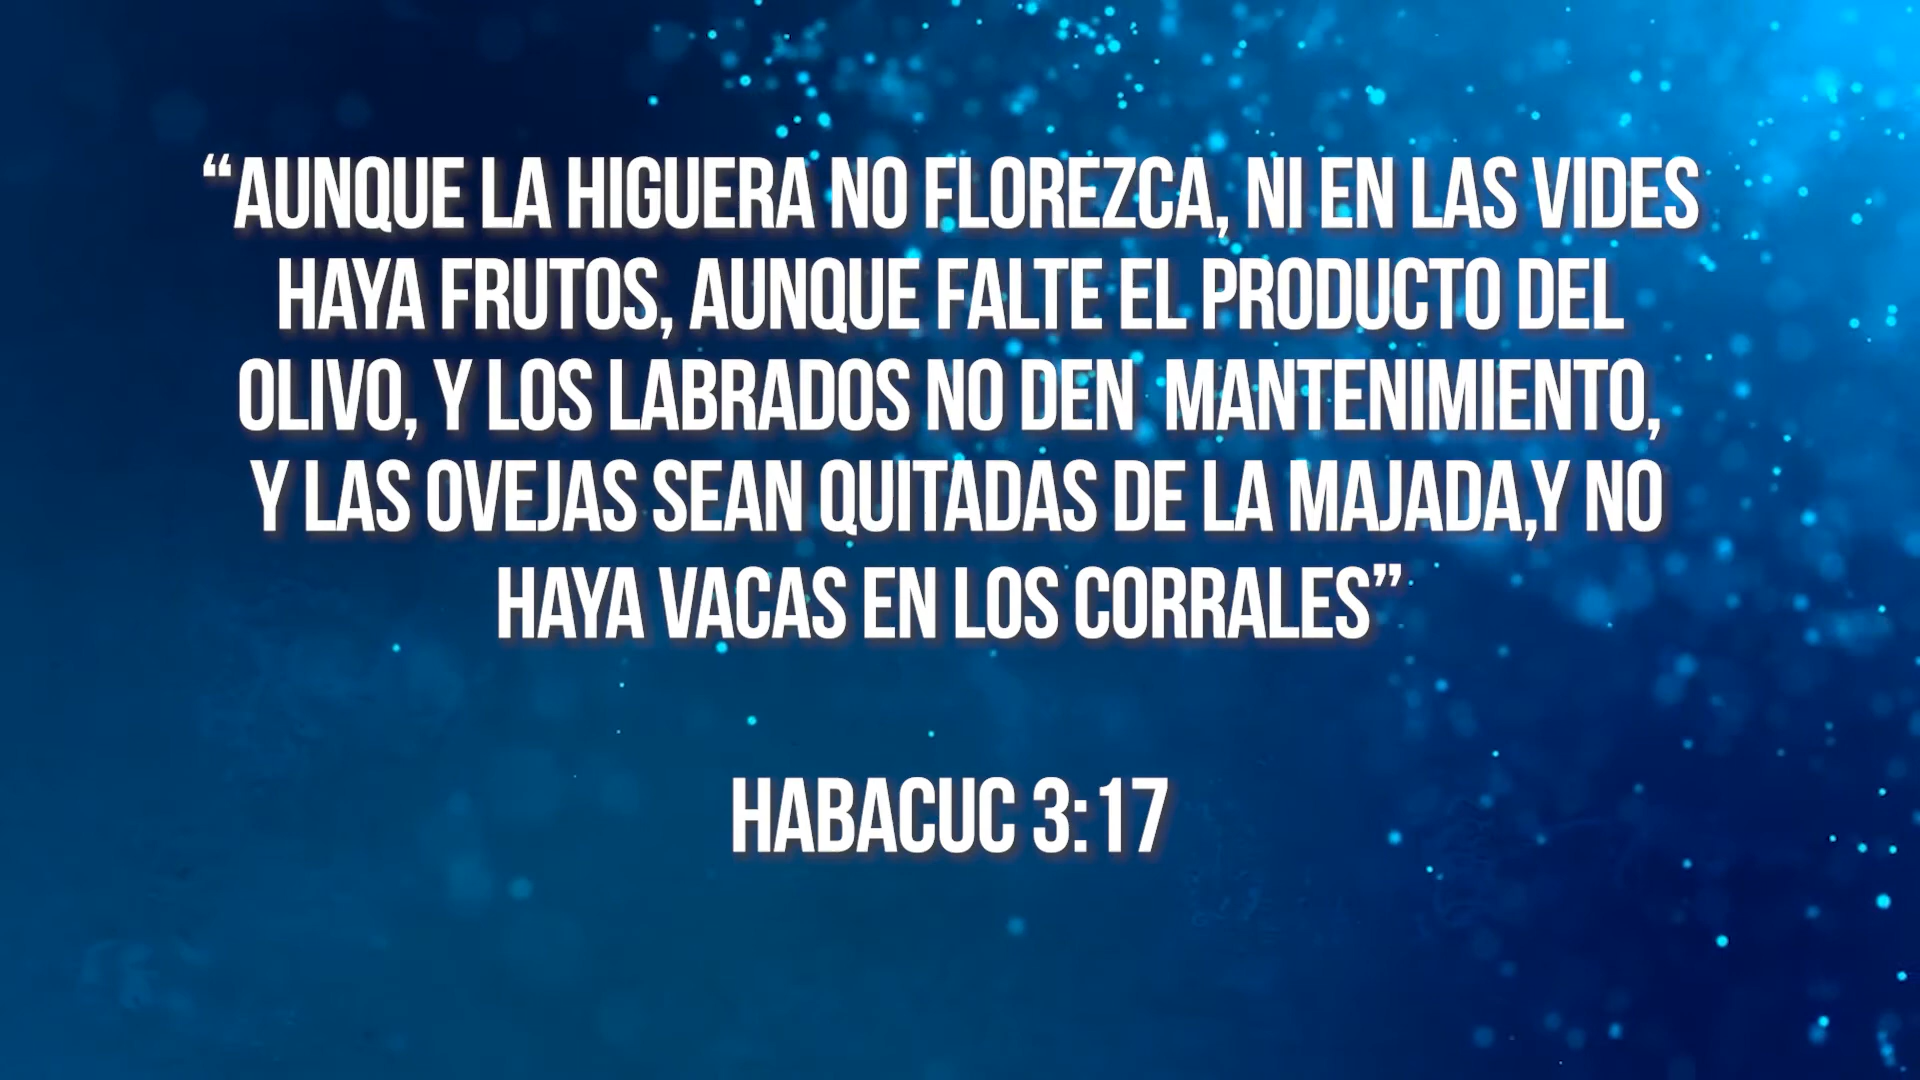 “AUNQUE LA HIGUERA NO FLOREZCA, NI EN LAS VIDES
HAYA FRUTOS, AUNQUE FALTE EL PRODUCTO DEL
OLIVO, Y LOS LABRADOS NO DEN MANTENIMIENTO,
Y LAS OVEJAS SEAN QUITADAS DE LA MAJADA,Y NO
HAYA VACAS EN LOS CORRALES”
HABACUC 3:17